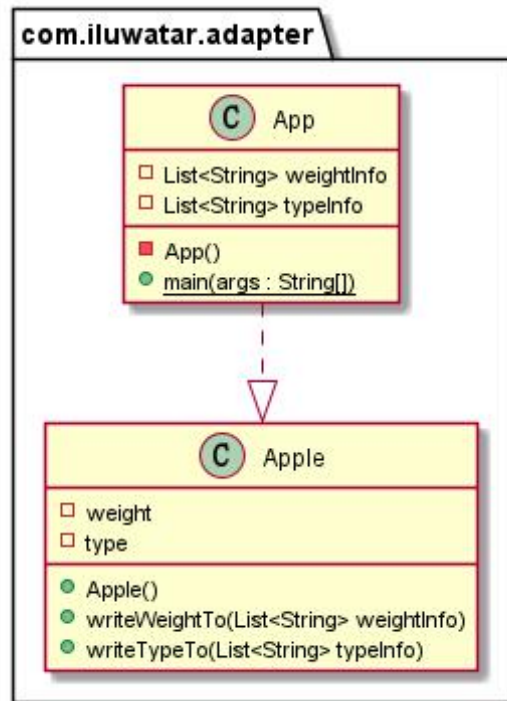 com.iluwatar.adapter
C App
List<String> weightInfo
List<String> typeInfo
App()
main(args : String[])
C Apple
weight
type
Apple()
writeWeightTo(List<String> weightInfo)
writeTypeTo(List<String> typeInfo)